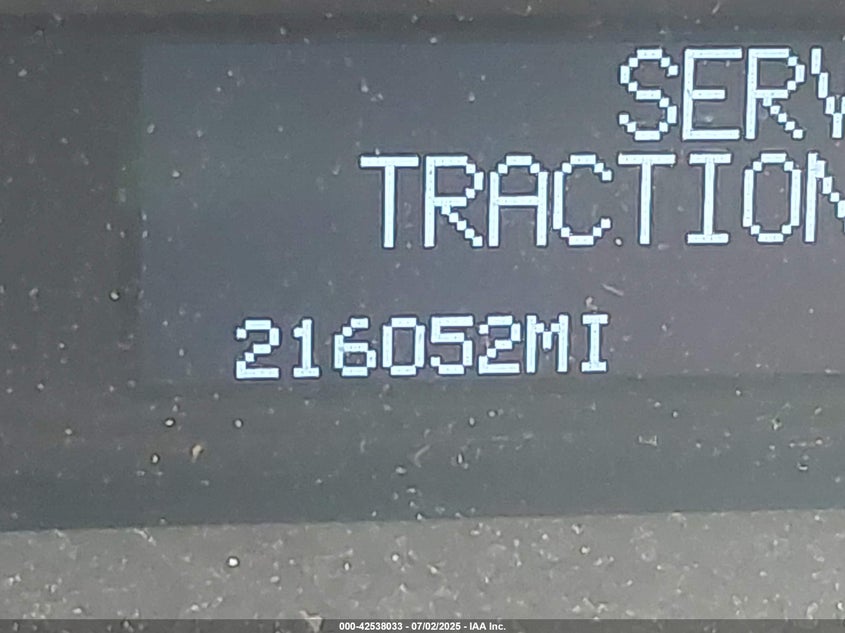 SERV
TRACTION
216052MI
000-42538033 - 07/02/2025 - IAA Inc.